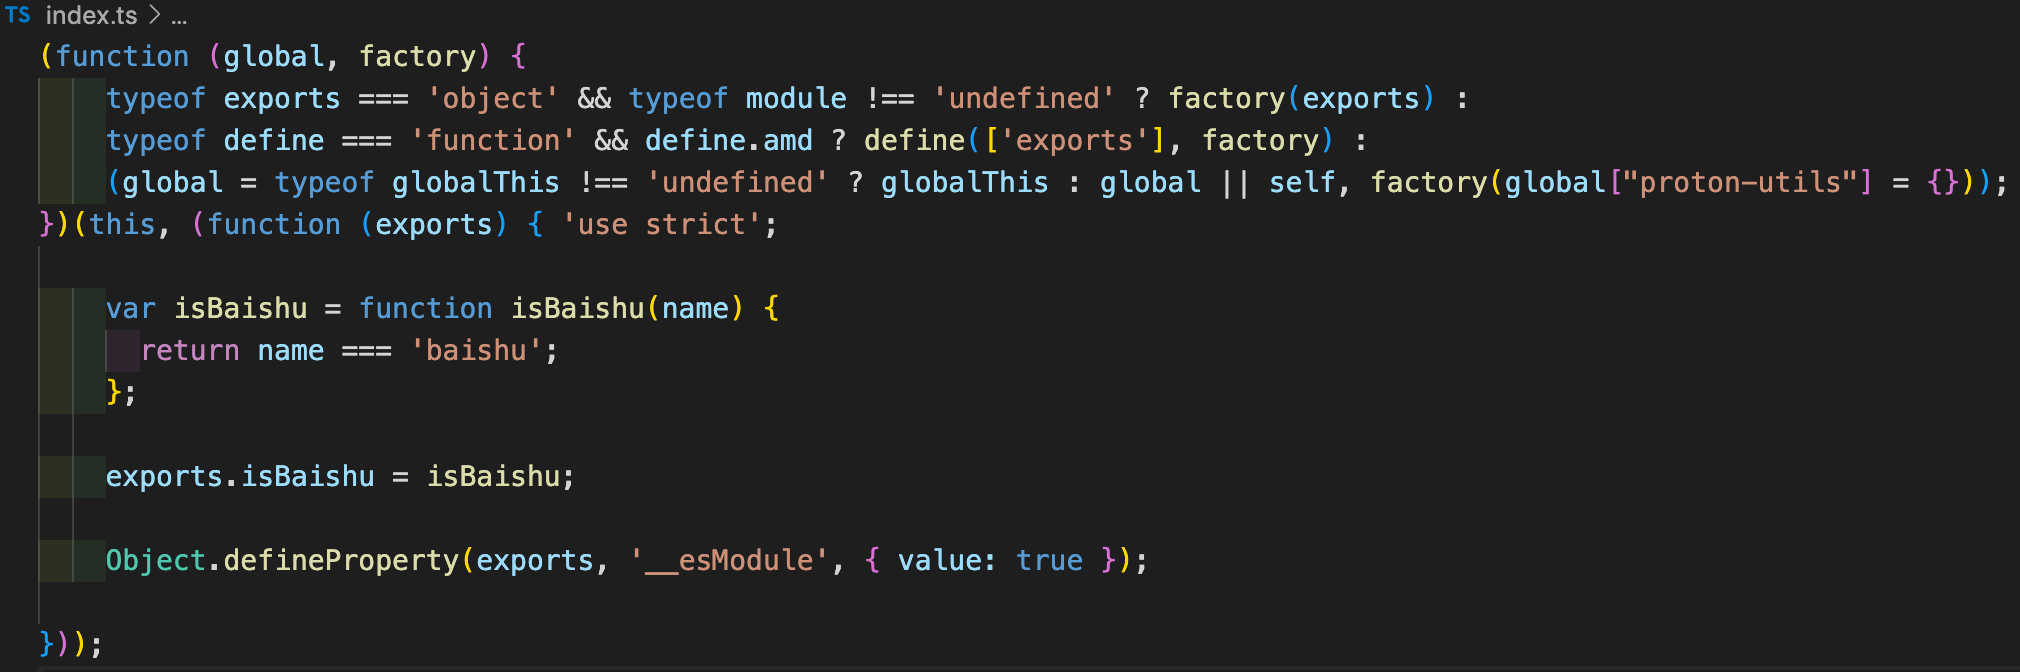 TS index.ts > ...
(function (global, factory) {
    typeof exports === 'object' && typeof module !== 'undefined' ? factory(exports) :
    typeof define === 'function' && define.amd ? define(['exports'], factory) :
    (global = typeof globalThis !== 'undefined' ? globalThis : global || self, factory(global["proton-utils"] = {}));
})(this, (function (exports) { 'use strict';
    var isBaishu = function isBaishu(name) {
      return name === 'baishu';
    };
    exports.isBaishu = isBaishu;
    Object.defineProperty(exports, '__esModule', { value: true });
}));